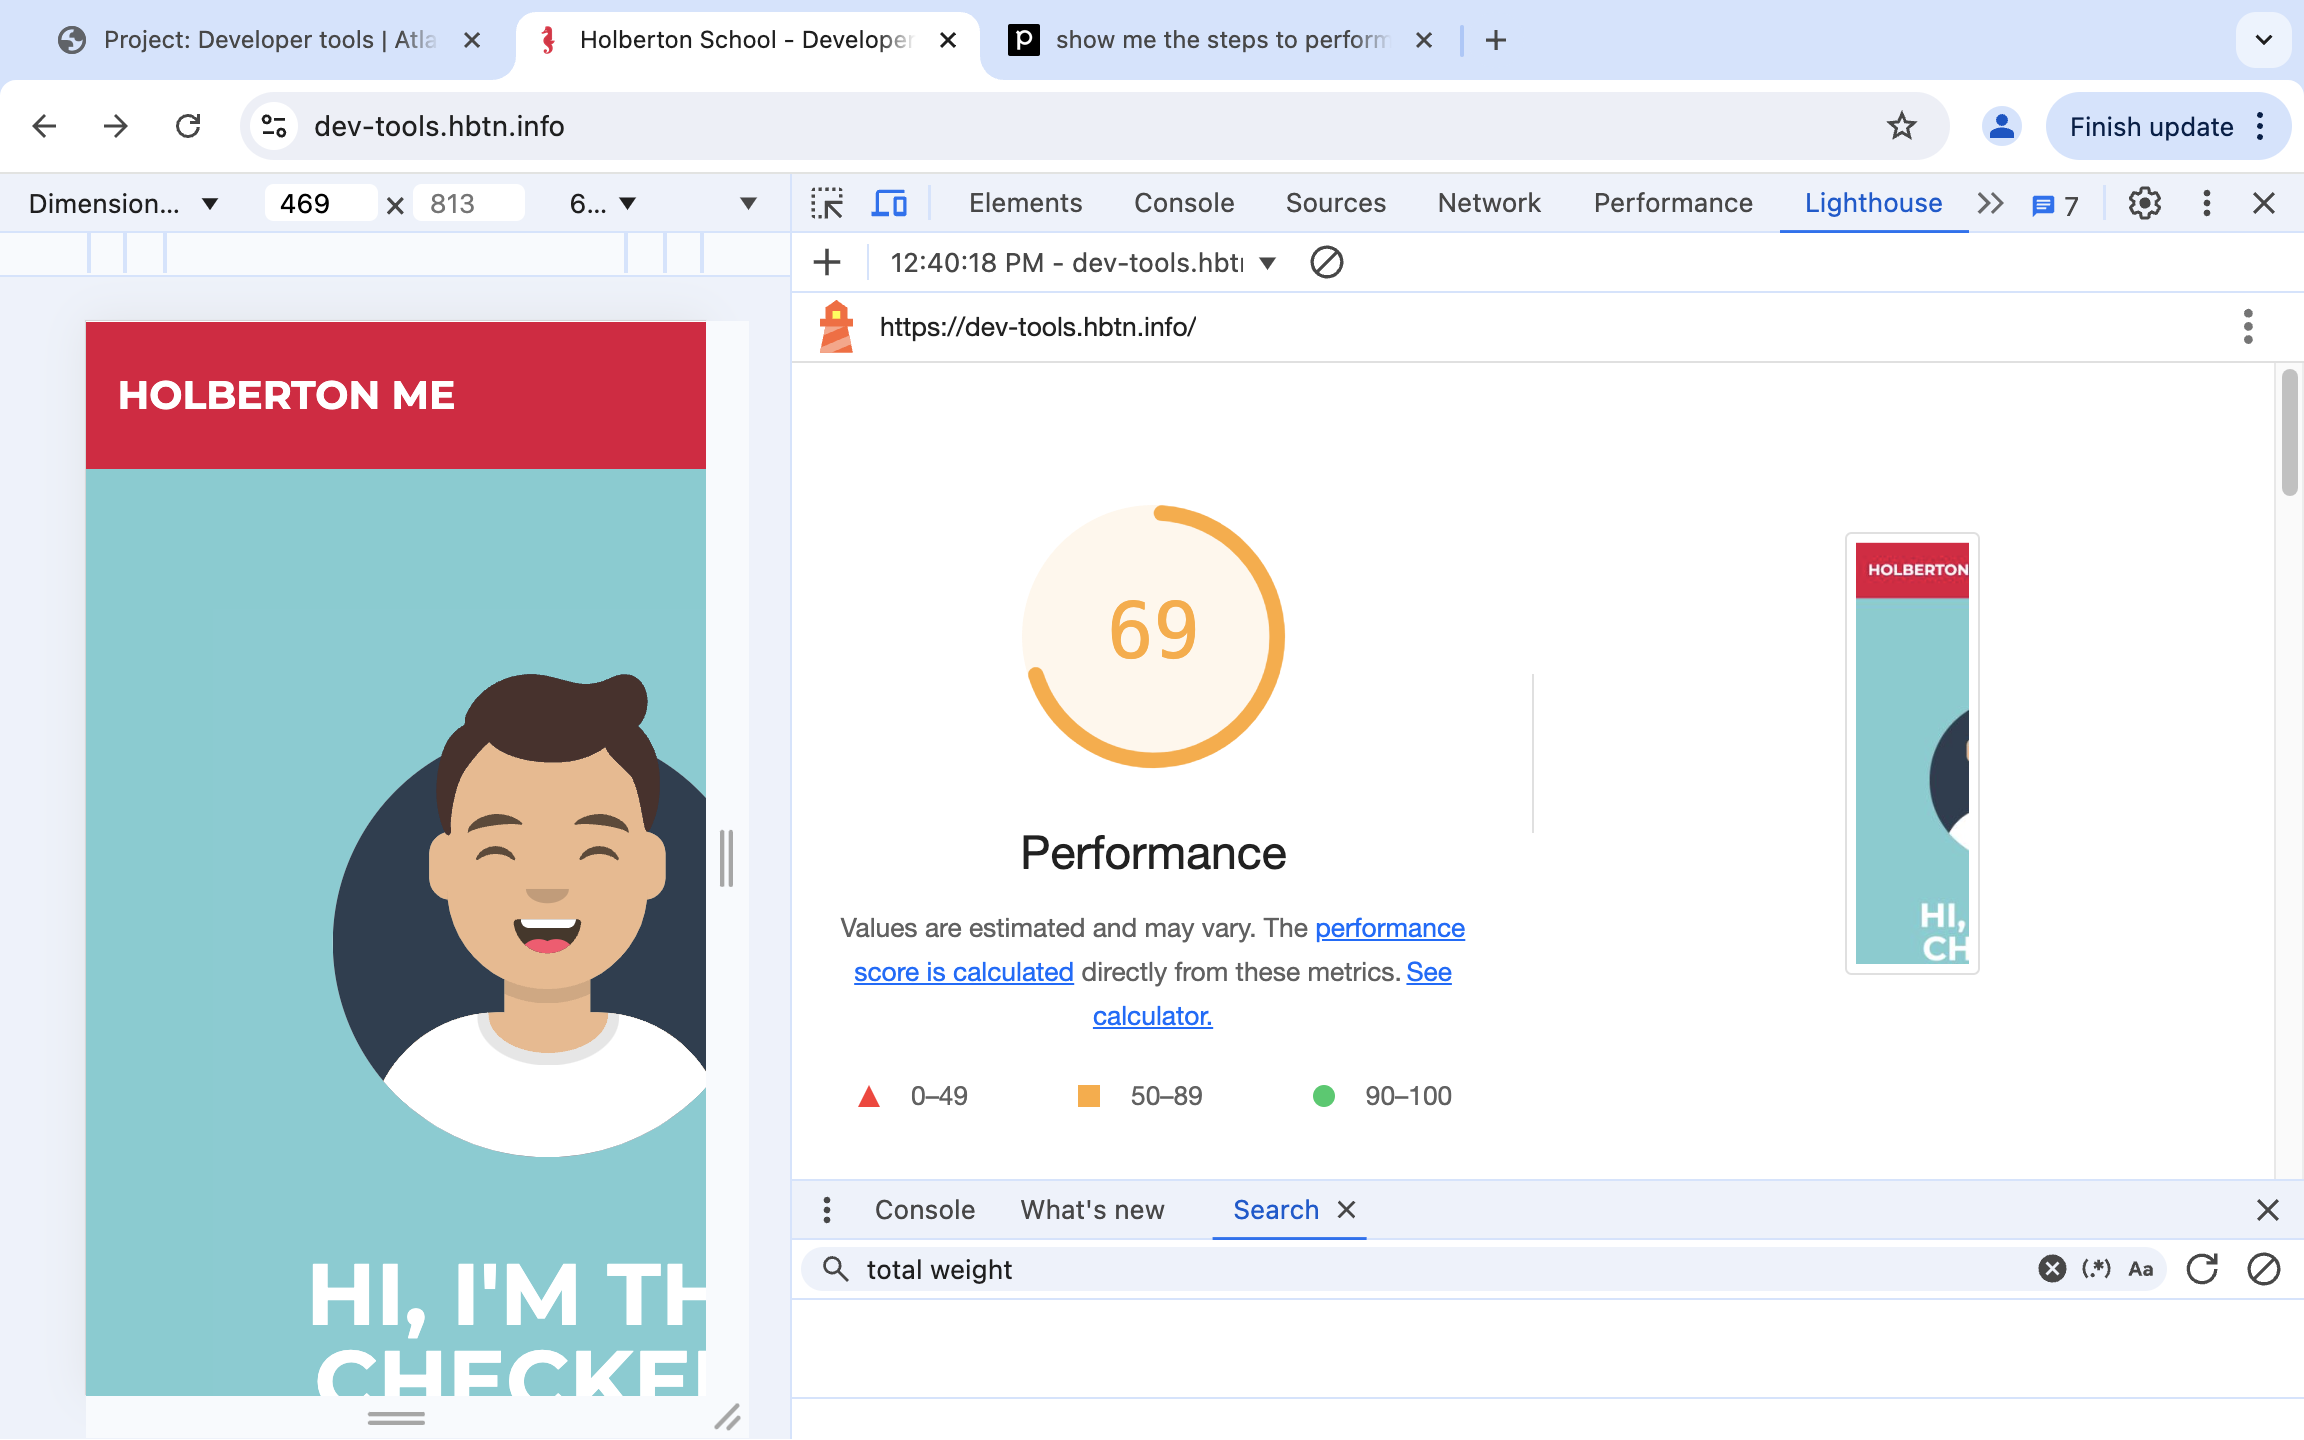 Project: Developer tools | Atla
Holberton School - Developer
show me the steps to perform
dev-tools.hbtn.info
Finish update
Dimension... 469 × 813 6...
Elements Console Sources Network Performance Lighthouse 7
12:40:18 PM - dev-tools.hbtn
https://dev-tools.hbtn.info/
HOLBERTON ME
HI, I'M TH
CHECKE
69
Performance
Values are estimated and may vary. The performance
score is calculated directly from these metrics. See
calculator.
0–49 50–89 90–100
HOLBERTON
HI,
CH
Console What's new Search
total weight (.*) Aa